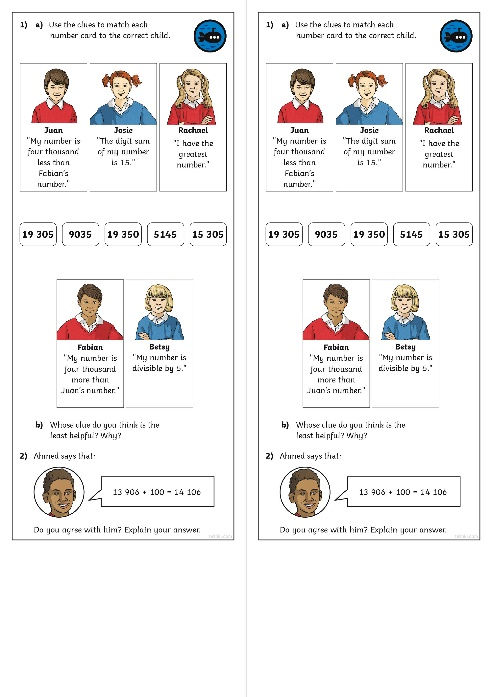 1) a) Use the clues to match each
number card to the correct child.
Juan
"My number is
four thousand
less than
Fabian's
number."
Josie
"The digit sum
of my number
is 15."
Rachael
"I have the
greatest
number."
19 305 9035 19 350 5145 15 305
Fabian
"My number is
four thousand
more than
Juan's number."
Betsy
"My number is
divisible by 5."
b) Whose clue do you think is the
least helpful? Why?
2) Ahmed says that:
13 906 + 100 = 14 106
Do you agree with him? Explain your answer.
1) a) Use the clues to match each
number card to the correct child.
Juan
"My number is
four thousand
less than
Fabian's
number."
Josie
"The digit sum
of my number
is 15."
Rachael
"I have the
greatest
number."
19 305 9035 19 350 5145 15 305
Fabian
"My number is
four thousand
more than
Juan's number."
Betsy
"My number is
divisible by 5."
b) Whose clue do you think is the
least helpful? Why?
2) Ahmed says that:
13 906 + 100 = 14 106
Do you agree with him? Explain your answer.